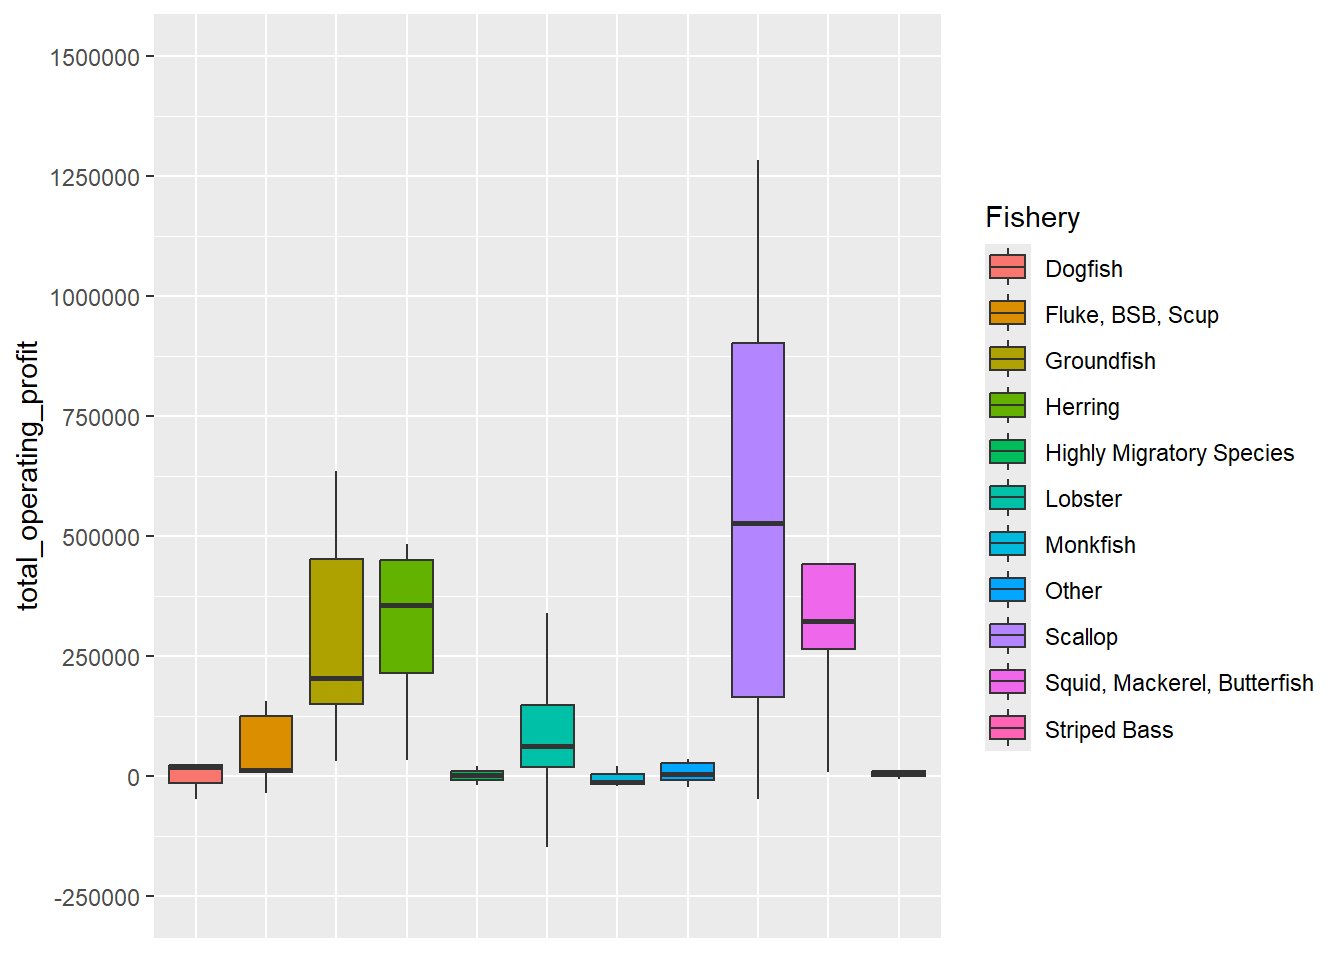 1500000
1250000
1000000
750000
500000
250000
0
-250000
total_operating_profit
Fishery
Dogfish
Fluke, BSB, Scup
Groundfish
Herring
Highly Migratory Species
Lobster
Monkfish
Other
Scallop
Squid, Mackerel, Butterfish
Striped Bass